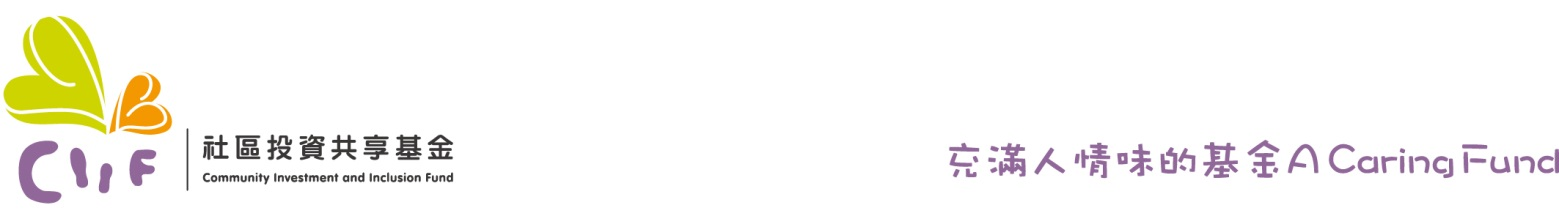 CIIF
社區投資共享基金
Community Investment and Inclusion Fund
充滿人情味的基金 A Caring Fund